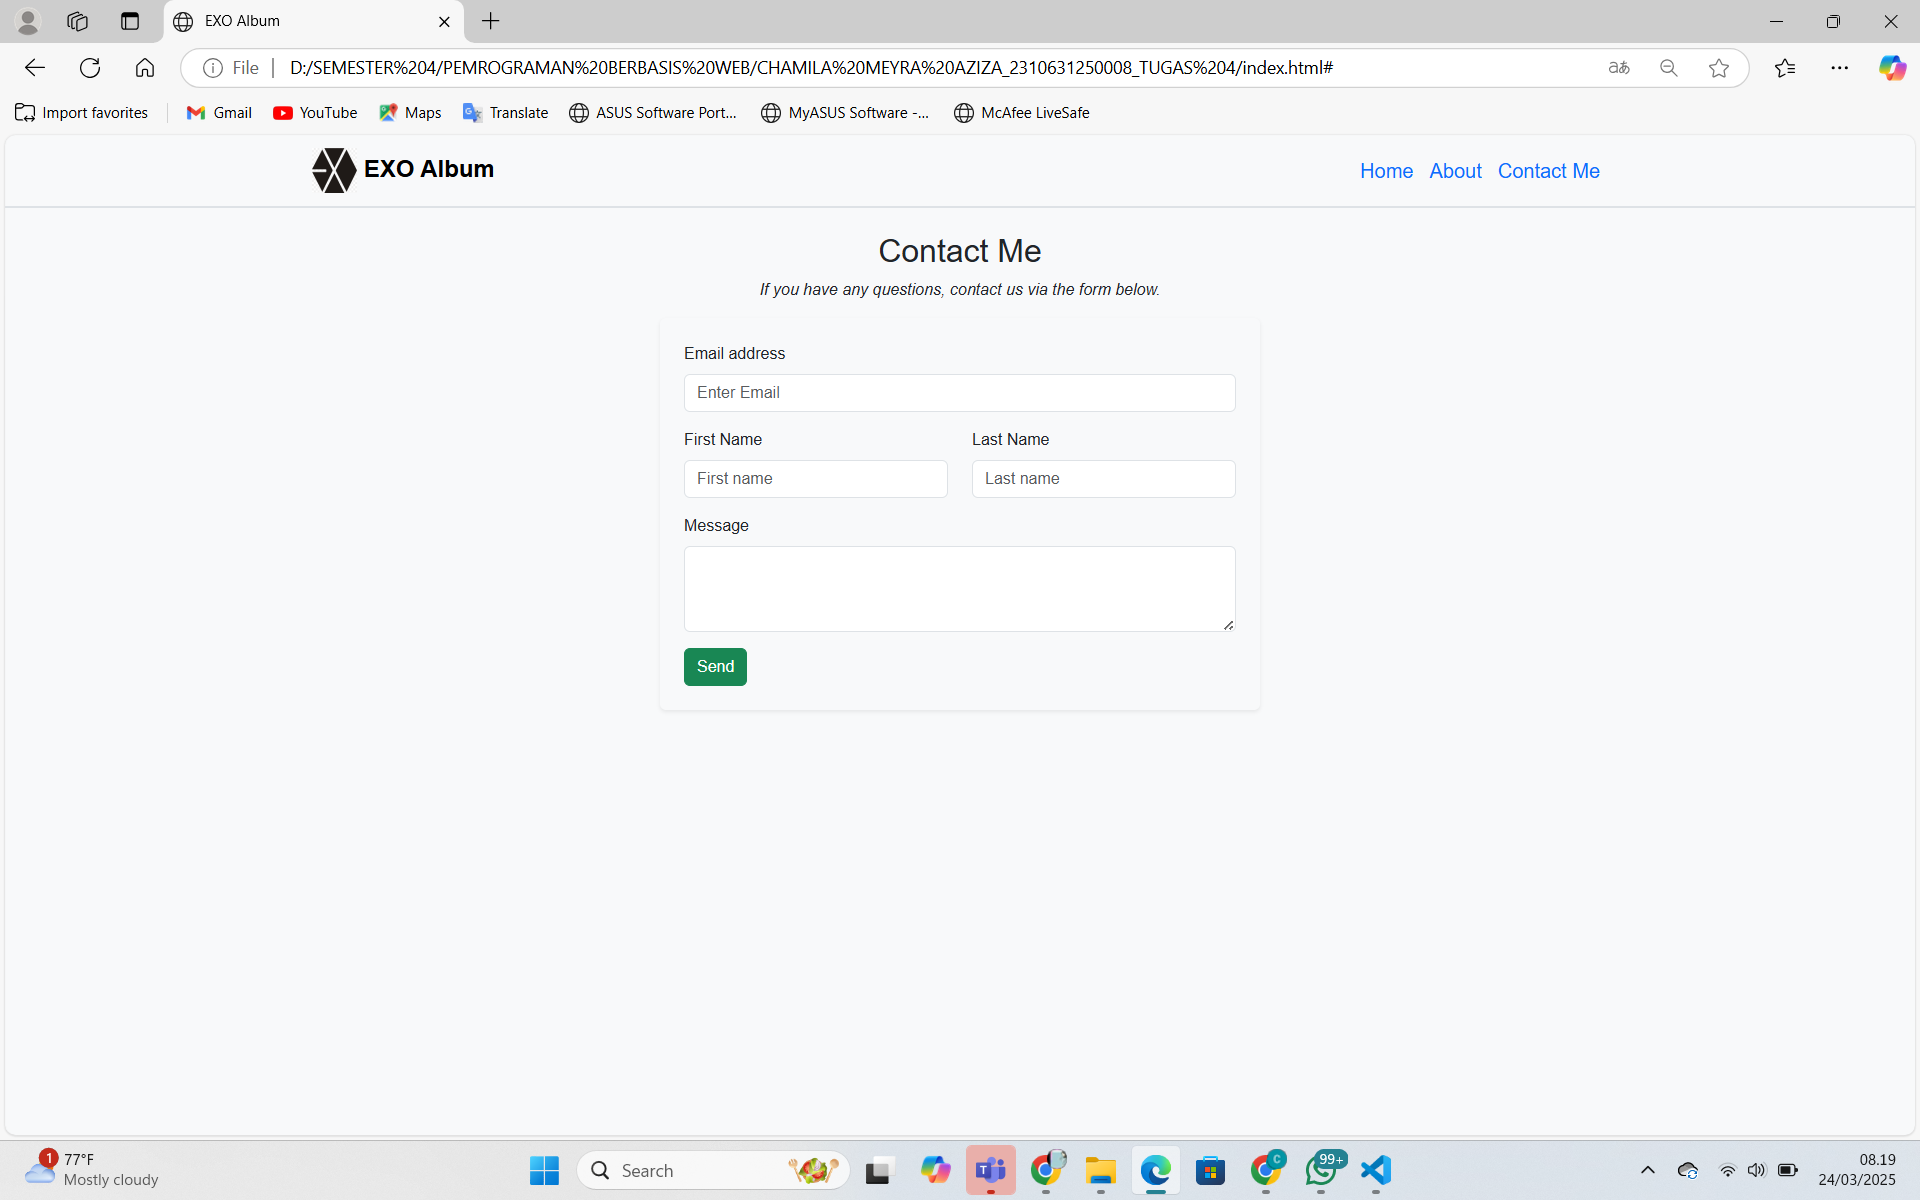 EXO Album
File
D:/SEMESTER%204/PEMROGRAMAN%20BERBASIS%20WEB/CHAMILA%20MEYRA%20AZIZA_2310631250008_TUGAS%204/index.html#
aあ
Import favorites
Gmail
YouTube
Maps
Translate
ASUS Software Port...
MyASUS Software -...
McAfee LiveSafe
EXO Album
Home About Contact Me
Contact Me
If you have any questions, contact us via the form below.
Email address
Enter Email
First Name
Last Name
First name
Last name
Message
Send
1
77°F
Mostly cloudy
Search
T
C
99+
08.19
24/03/2025